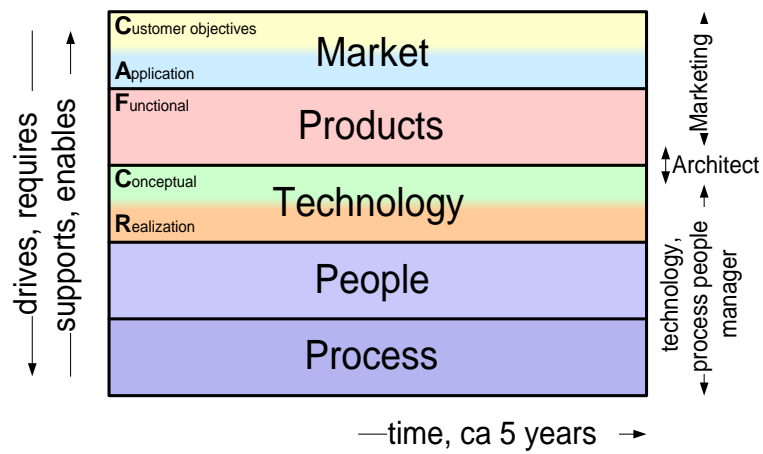 Customer objectives
Market
Application
Functional
Products
Conceptual
Technology
Realization
People
Process
drives, requires
supports, enables
Marketing
Architect
technology,
process people
manager
time, ca 5 years